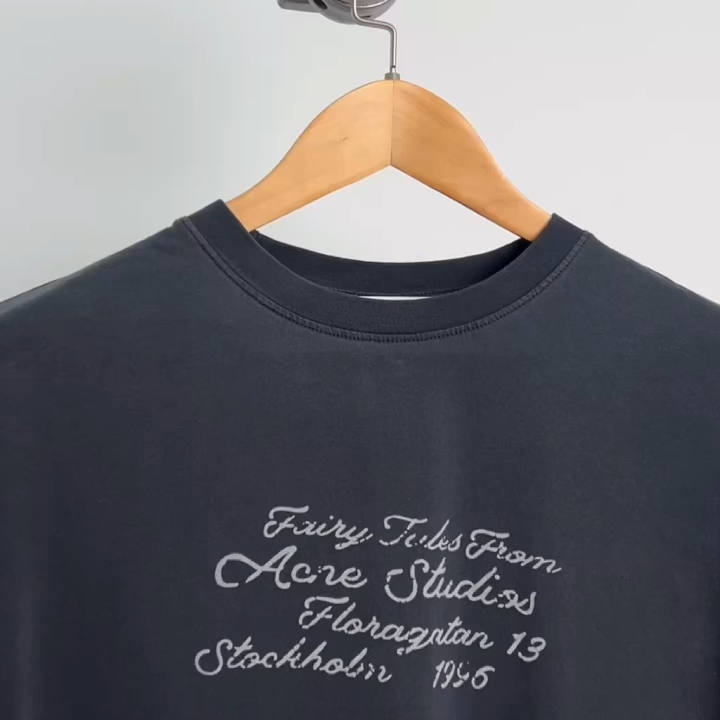 Fairy Tales From
Acne Studios
Floragatan 13
Stockholm 1996